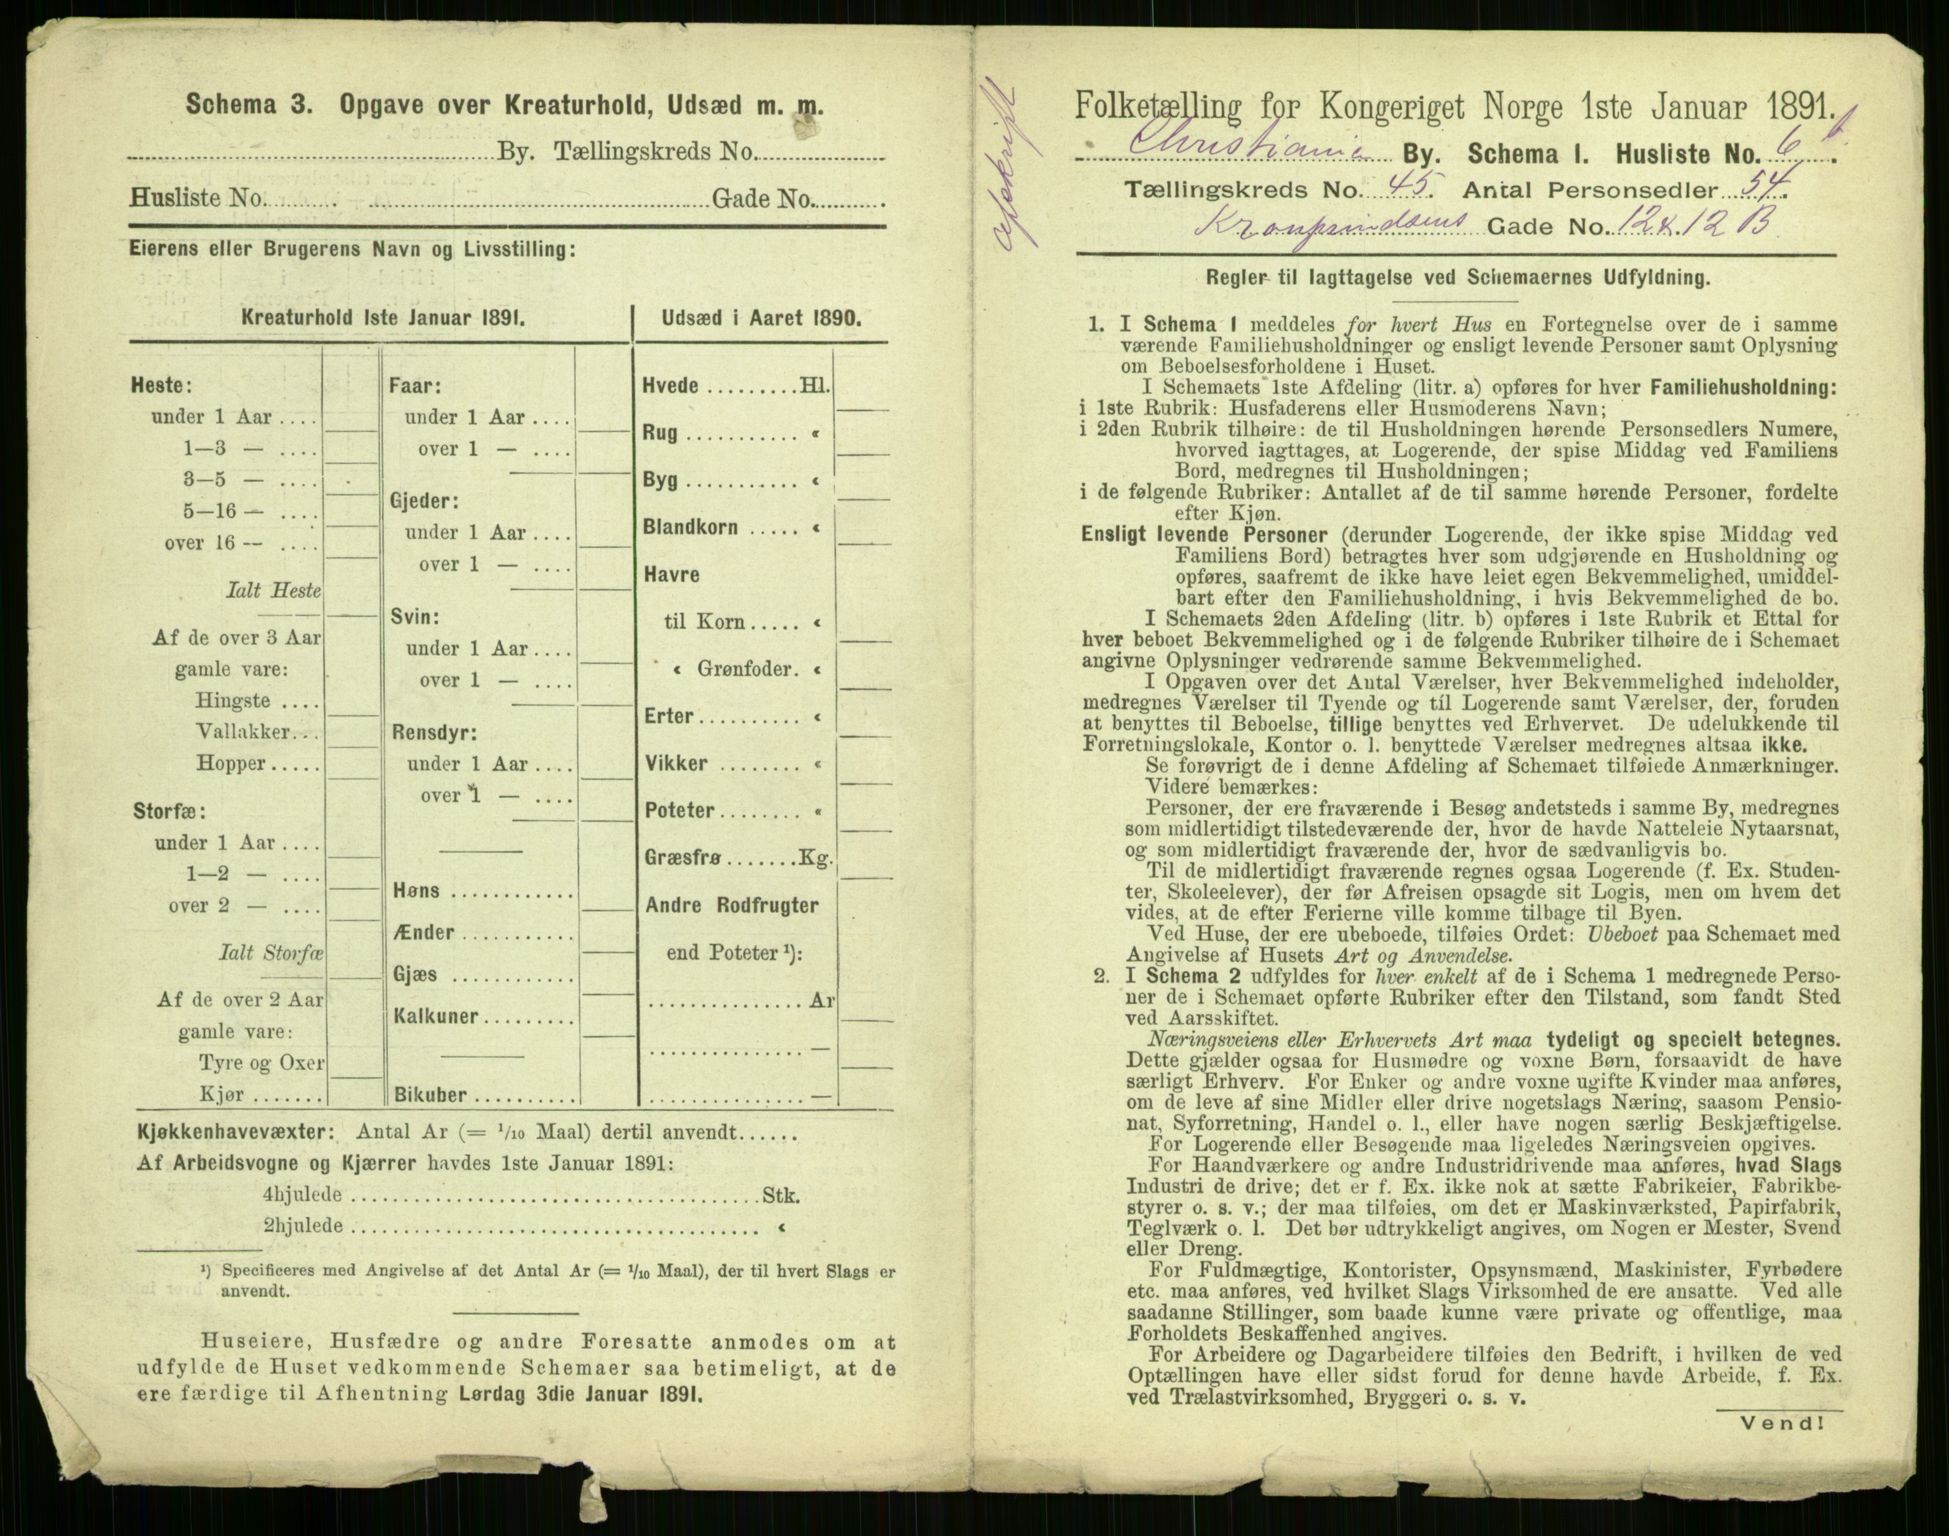 Schema 3. Opgave over Kreaturhold, Udsæd m. m.
By. Tællingskreds No.
Husliste No. Gade No.
Eierens eller Brugerens Navn og Livsstilling:
Kreaturhold 1ste Januar 1891.
Heste:
under 1 Aar ....
1—3 — ....
3—5 — ....
5—16 — ....
over 16 — ....
Ialt Heste
Af de over 3 Aar
gamle vare:
Hingste ....
Vallakker...
Hopper.....
Storfæ:
under 1 Aar ....
1—2 — ....
over 2 — ....
Ialt Storfæ
Af de over 2 Aar
gamle vare:
Tyre og Oxer
Kjør .......
Faar:
under 1 Aar ....
over 1 — ....
Gjeder:
under 1 Aar ....
over 1 — ....
Svin:
under 1 Aar ....
over 1 — ....
Rensdyr:
under 1 Aar ....
over 1 — ....
Høns ............
Ænder ...........
Gjæs ............
Kalkuner.........
Bikuber ..........
Udsæd i Aaret 1890.
Hvede .........Hl.
Rug ........... «
Byg ........... «
Blandkorn ..... «
Havre
til Korn..... «
« Grønfoder. «
Erter.......... «
Vikker ........ «
Poteter........ «
Græsfrø.......Kg.
Andre Rodfrugter
end Poteter ¹):
............... Ar
............... —
............... —
Kjøkkenhavevæxter: Antal Ar (= 1/10 Maal) dertil anvendt......
Af Arbeidsvogne og Kjærrer havdes 1ste Januar 1891:
4hjulede ..................................... Stk.
2hjulede ..................................... «
¹) Specificeres med Angivelse af det Antal Ar (= 1/10 Maal), der til hvert Slags er
anvendt.
Huseiere, Husfædre og andre Foresatte anmodes om at
udfylde de Huset vedkommende Schemaer saa betimeligt, at de
ere færdige til Afhentning Lørdag 3die Januar 1891.
afskrift
Folketælling for Kongeriget Norge 1ste Januar 1891.
Christiania By. Schema 1. Husliste No. 6
Tællingskreds No. 45. Antal Personsedler 54.
Kronprindsens Gade No. 12 & 12 B
Regler til Iagttagelse ved Schemaernes Udfyldning.
1. I Schema 1 meddeles for hvert Hus en Fortegnelse over de i samme
værende Familiehusholdninger og ensligt levende Personer samt Oplysning
om Beboelsesforholdene i Huset.
I Schemaets 1ste Afdeling (litr. a) opføres for hver Familiehusholdning:
i 1ste Rubrik: Husfaderens eller Husmoderens Navn;
i 2den Rubrik tilhøire: de til Husholdningen hørende Personsedlers Numere,
hvorved iagttages, at Logerende, der spise Middag ved Familiens
Bord, medregnes til Husholdningen;
i de følgende Rubriker: Antallet af de til samme hørende Personer, fordelte
efter Kjøn.
Ensligt levende Personer (derunder Logerende, der ikke spise Middag ved
Familiens Bord) betragtes hver som udgjørende en Husholdning og
opføres, saafremt de ikke have leiet egen Bekvemmelighed, umiddel-
bart efter den Familiehusholdning, i hvis Bekvemmelighed de bo.
I Schemaets 2den Afdeling (litr. b) opføres i 1ste Rubrik et Ettal for
hver beboet Bekvemmelighed og i de følgende Rubriker tilhøire de i Schemaet
angivne Oplysninger vedrørende samme Bekvemmelighed.
I Opgaven over det Antal Værelser, hver Bekvemmelighed indeholder,
medregnes Værelser til Tyende og til Logerende samt Værelser, der, foruden
at benyttes til Beboelse, tillige benyttes ved Erhvervet. De udelukkende til
Forretningslokale, Kontor o. l. benyttede Værelser medregnes altsaa ikke.
Se forøvrigt de i denne Afdeling af Schemaet tilføiede Anmærkninger.
Videre bemærkes:
Personer, der ere fraværende i Besøg andetsteds i samme By, medregnes
som midlertidigt tilstedeværende der, hvor de havde Natteleie Nytaarsnat,
og som midlertidigt fraværende der, hvor de sædvanligvis bo.
Til de midlertidigt fraværende regnes ogsaa Logerende (f. Ex. Studen-
ter, Skoleelever), der før Afreisen opsagde sit Logis, men om hvem det
vides, at de efter Ferierne ville komme tilbage til Byen.
Ved Huse, der ere ubeboede, tilføies Ordet: Ubeboet paa Schemaet med
Angivelse af Husets Art og Anvendelse.
2. I Schema 2 udfyldes for hver enkelt af de i Schema 1 medregnede Perso-
ner de i Schemaet opførte Rubriker efter den Tilstand, som fandt Sted
ved Aarsskiftet.
Næringsveiens eller Erhvervets Art maa tydeligt og specielt betegnes.
Dette gjælder ogsaa for Husmødre og voxne Børn, forsaavidt de have
særligt Erhverv. For Enker og andre voxne ugifte Kvinder maa anføres,
om de leve af sine Midler eller drive nogetslags Næring, saasom Pensio-
nat, Syforretning, Handel o. l., eller have nogen særlig Beskjæftigelse.
For Logerende eller Besøgende maa ligeledes Næringsveien opgives.
For Haandværkere og andre Industridrivende maa anføres, hvad Slags
Industri de drive; det er f. Ex. ikke nok at sætte Fabrikeier, Fabrikbe-
styrer o. s. v.; der maa tilføies, om det er Maskinværksted, Papirfabrik,
Teglværk o. l. Det bør udtrykkeligt angives, om Nogen er Mester, Svend
eller Dreng.
For Fuldmægtige, Kontorister, Opsynsmænd, Maskinister, Fyrbødere
etc. maa anføres, ved hvilket Slags Virksomhed de ere ansatte. Ved alle
saadanne Stillinger, som baade kunne være private og offentlige, maa
Forholdets Beskaffenhed angives.
For Arbeidere og Dagarbeidere tilføies den Bedrift, i hvilken de ved
Optællingen have eller sidst forud for denne havde Arbeide, f. Ex.
ved Trælastvirksomhed, Bryggeri o. s. v.
Vend!